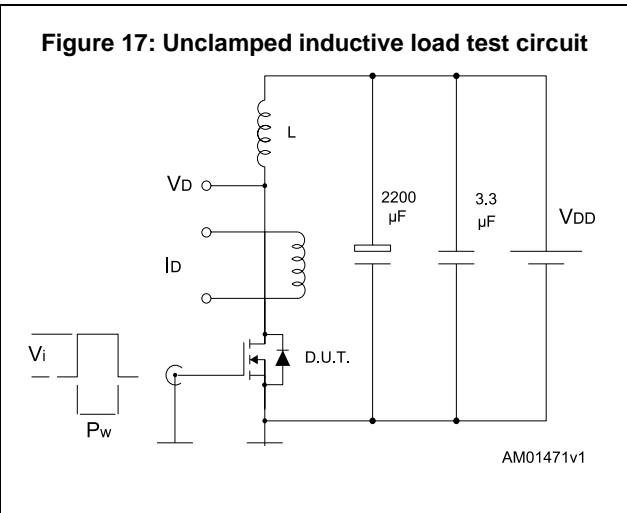 Figure 17: Unclamped inductive load test circuit
L
VD
2200
µF
3.3
µF
VDD
ID
Vi
D.U.T.
Pw
AM01471v1